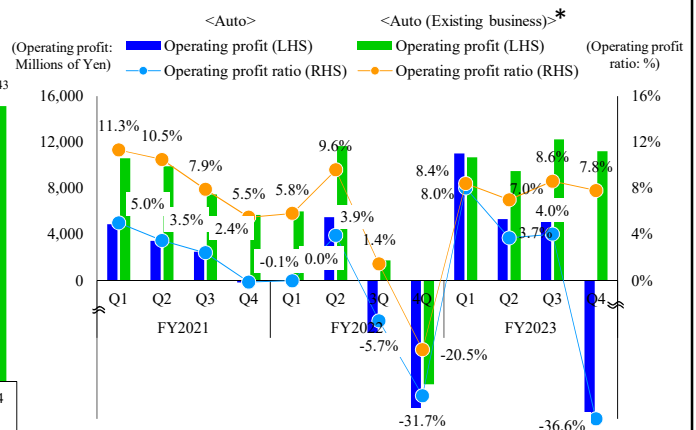 <Auto> <Auto (Existing business)>*
(Operating profit: Millions of Yen)
Operating profit (LHS) Operating profit (LHS)
Operating profit ratio (RHS) Operating profit ratio (RHS)
(Operating profit ratio: %)
43
16,000 16%
12,000 12%
8,000 8%
4,000 4%
0 0%
11.3% 10.5% 7.9% 5.5% 5.8% 9.6% 1.4% -20.5% 8.4% 7.0% 8.6% 7.8%
5.0% 3.5% 2.4% -0.1% 0.0% 3.9% -5.7% -31.7% 8.0% 3.7% 4.0% -36.6%
Q1 Q2 Q3 Q4 Q1 Q2 3Q 4Q Q1 Q2 Q3 Q4
FY2021 FY2022 FY2023
4